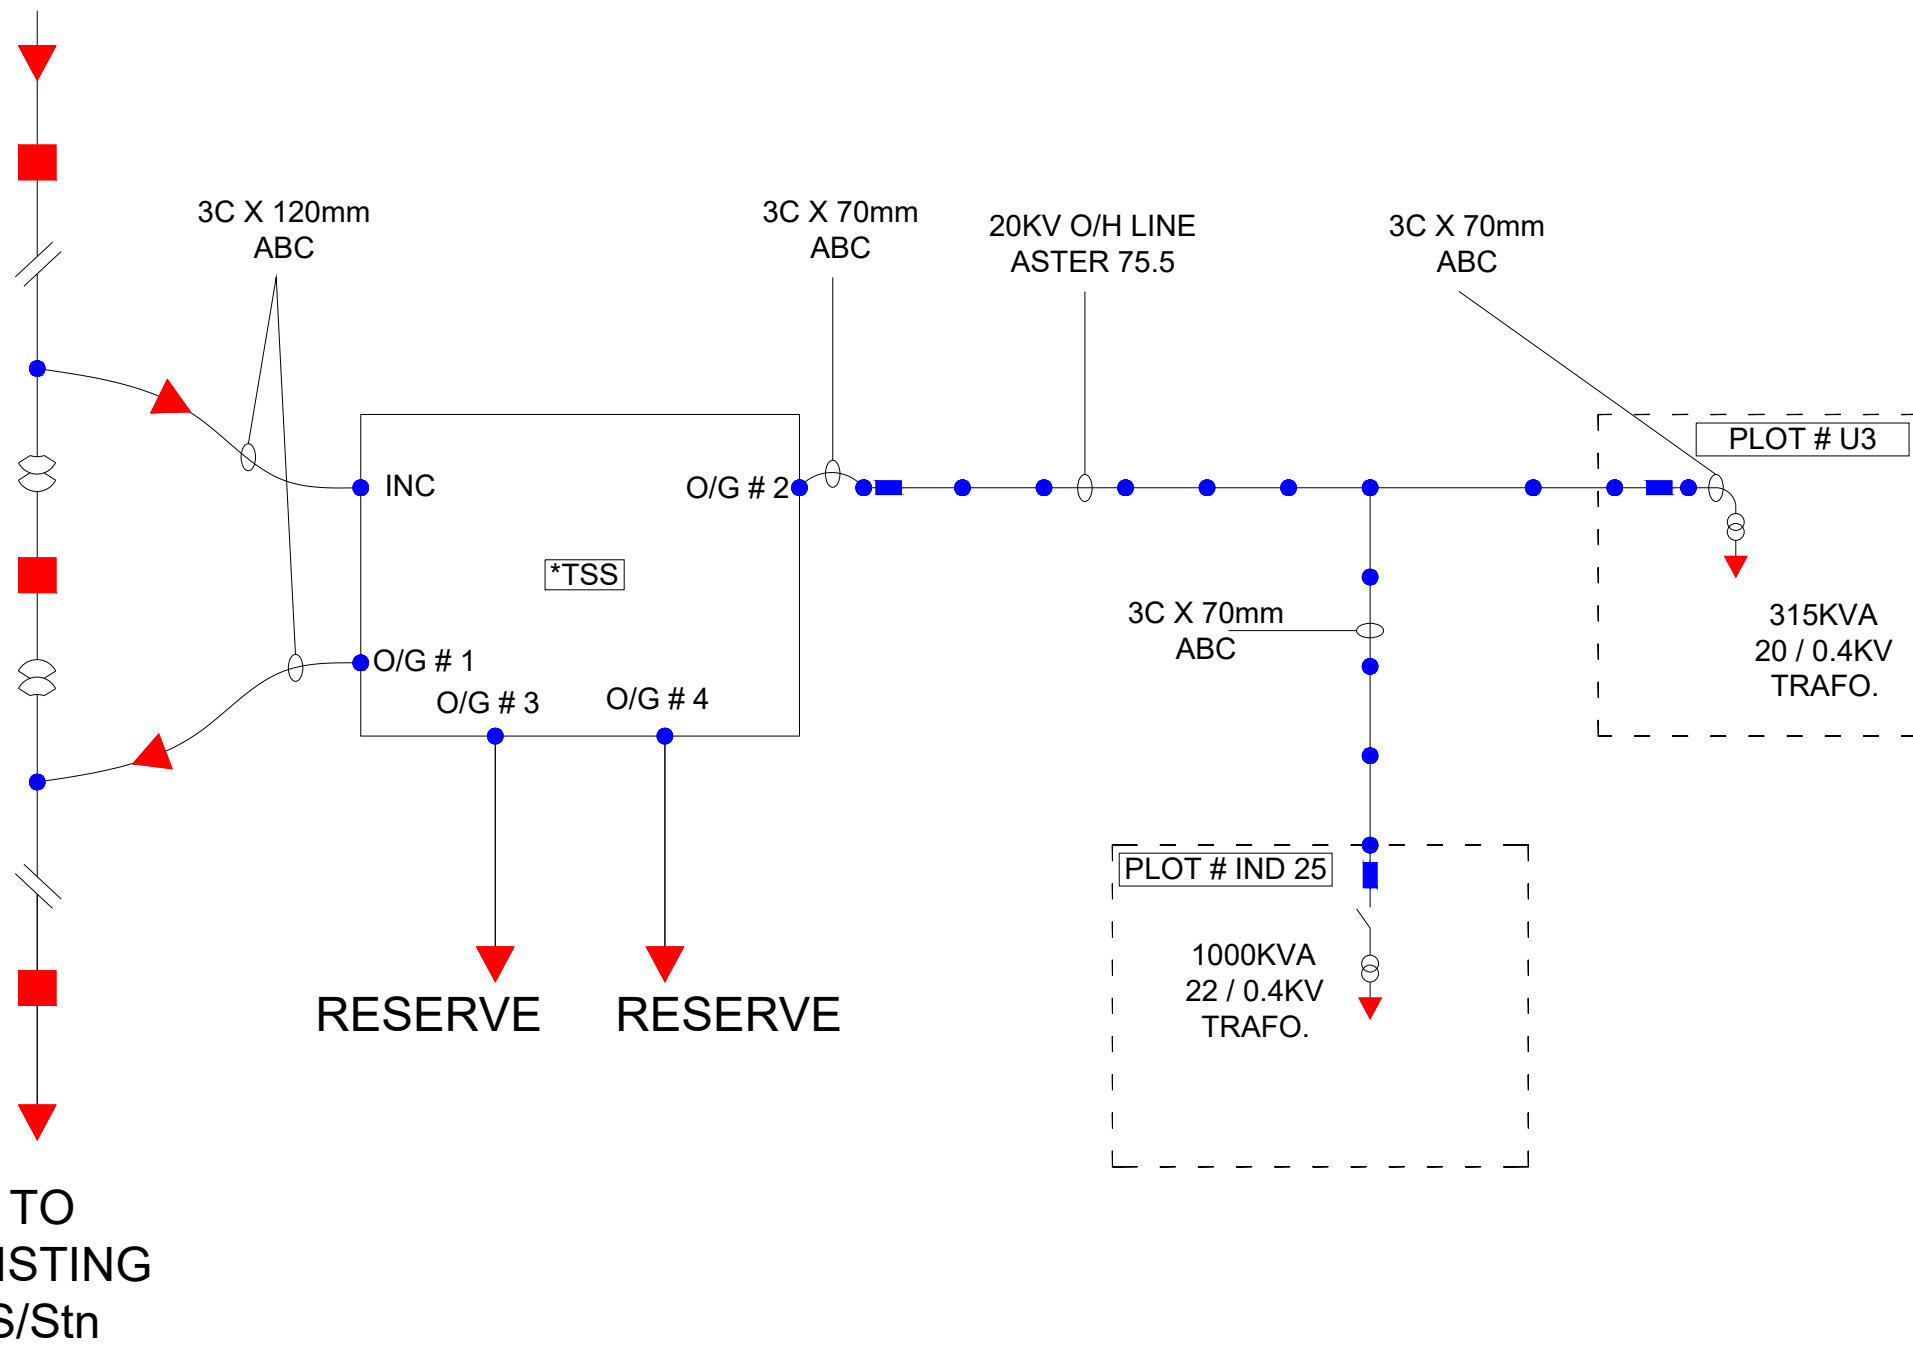 3C X 120mm
ABC
3C X 70mm
ABC
20KV O/H LINE
ASTER 75.5
3C X 70mm
ABC
PLOT # U3
INC
O/G # 2
*TSS
3C X 70mm
ABC
315KVA
20 / 0.4KV
TRAFO.
O/G # 1
O/G # 3
O/G # 4
PLOT # IND 25
1000KVA
22 / 0.4KV
TRAFO.
RESERVE
RESERVE
TO
ISTING
S/Stn